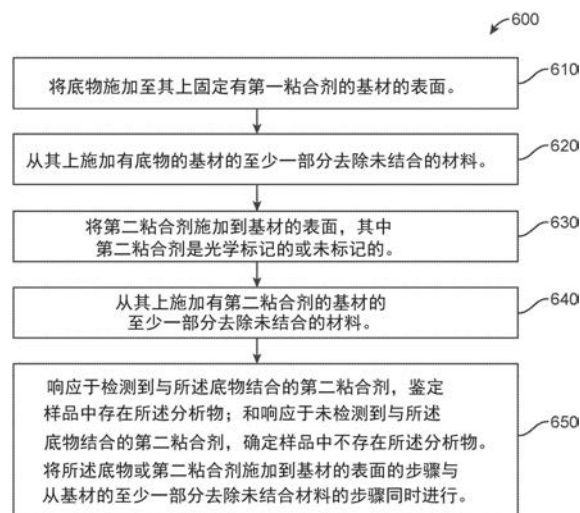 600
将底物施加至其上固定有第一粘合剂的基材的表面。
610
从其上施加有底物的基材的至少一部分去除未结合的材料。
620
将第二粘合剂施加到基材的表面，其中
第二粘合剂是光学标记的或未标记的。
630
从其上施加有第二粘合剂的基材的
至少一部分去除未结合的材料。
640
响应于检测到与所述底物结合的第二粘合剂，鉴定
样品中存在所述分析物；和响应于未检测到与所述
底物结合的第二粘合剂，确定样品中不存在所述分析物。
将所述底物或第二粘合剂施加到基材的表面的步骤与
从基材的至少一部分去除未结合材料的步骤同时进行。
650